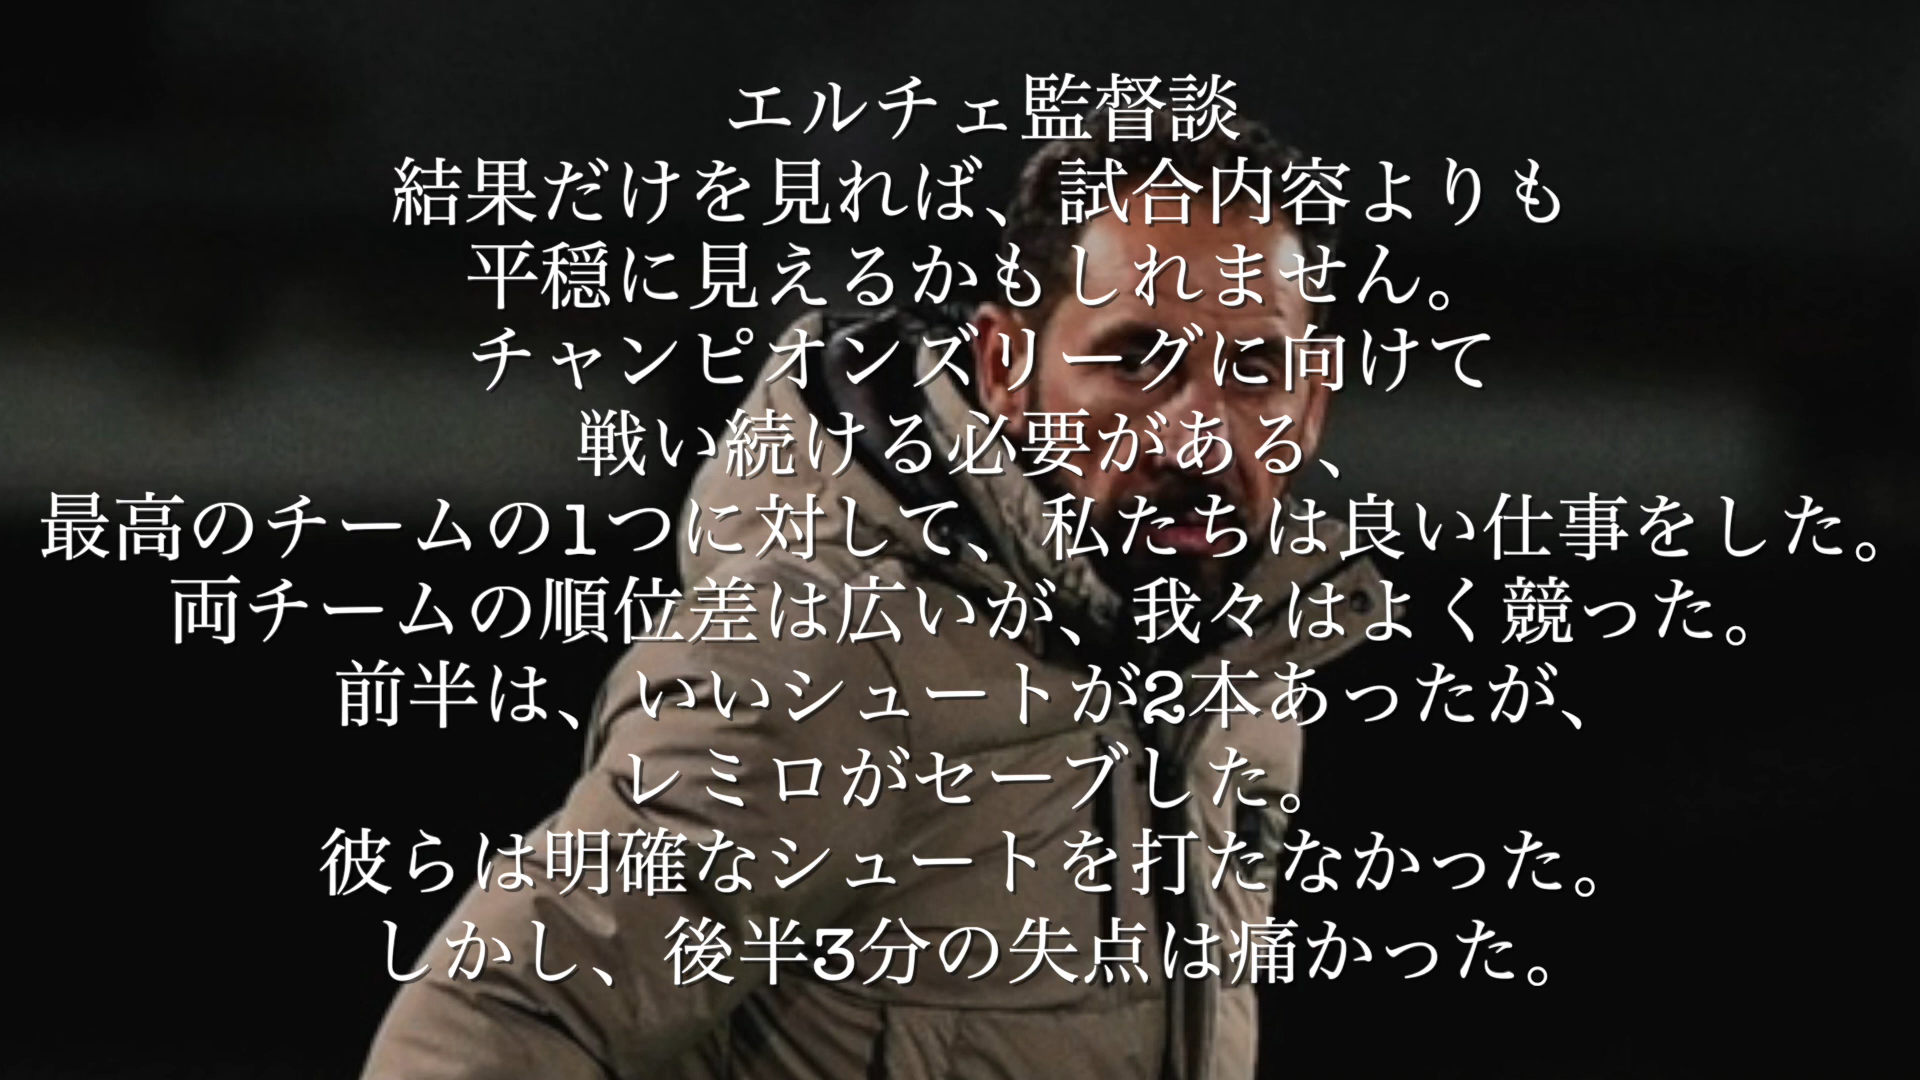 エルチェ監督談
結果だけを見れば、試合内容よりも
平穏に見えるかもしれません。
チャンピオンズリーグに向けて
戦い続ける必要がある、
最高のチームの1つに対して、私たちは良い仕事をした。
両チームの順位差は広いが、我々はよく競った。
前半は、いいシュートが2本あったが、
レミロがセーブした。
彼らは明確なシュートを打たなかった。
しかし、後半3分の失点は痛かった。